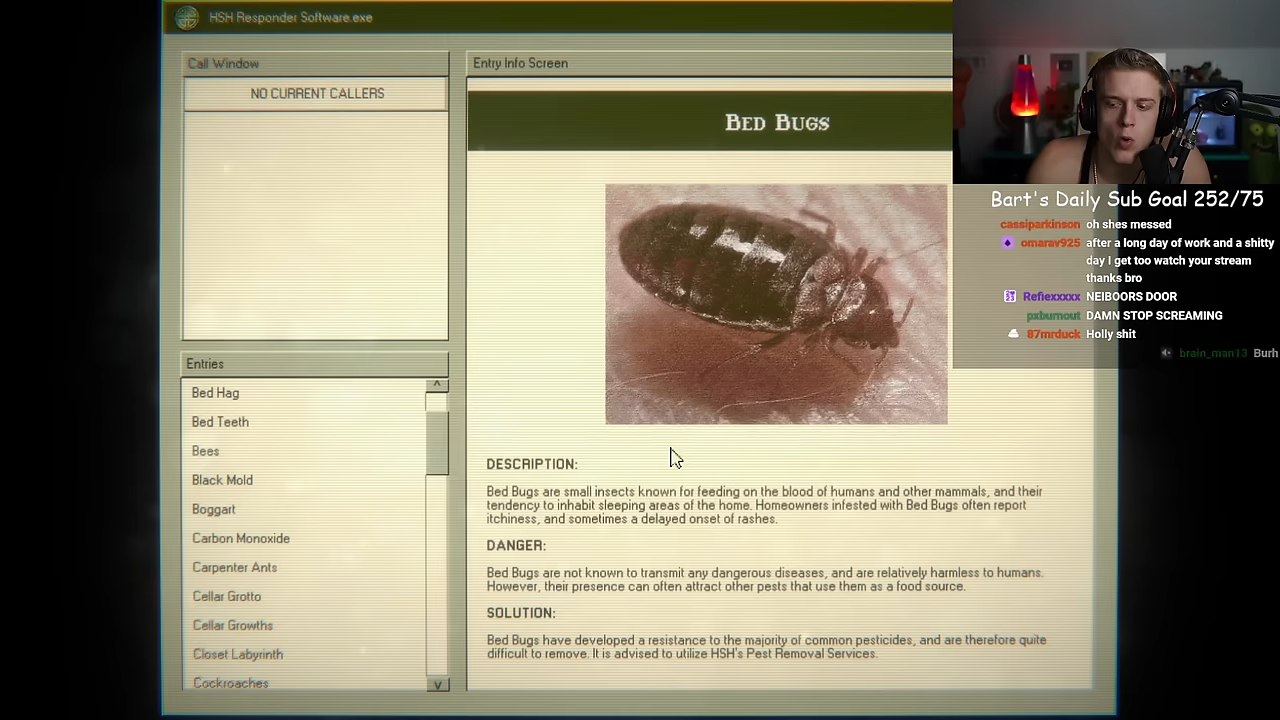 HSH Responder Software.exe
Call Window
NO CURRENT CALLERS
Entries
Bed Hag
Bed Teeth
Bees
Black Mold
Boggart
Carbon Monoxide
Carpenter Ants
Cellar Grotto
Cellar Growths
Closet Labyrinth
Cockroaches
Entry Info Screen
BED BUGS
DESCRIPTION:
Bed Bugs are small insects known for feeding on the blood of humans and other mammals, and their
tendency to inhabit sleeping areas of the home. Homeowners infested with Bed Bugs often report
itchiness, and sometimes a delayed onset of rashes.
DANGER:
Bed Bugs are not known to transmit any dangerous diseases, and are relatively harmless to humans.
However, their presence can often attract other pests that use them as a food source.
SOLUTION:
Bed Bugs have developed a resistance to the majority of common pesticides, and are therefore quite
difficult to remove. It is advised to utilize HSH's Pest Removal Services.
Bart's Daily Sub Goal 252/75
cassiparkinson oh shes messed
omarav925 after a long day of work and a shitty
day I get too watch your stream
thanks bro
Refiexxxxx NEIBOORS DOOR
pxburnout DAMN STOP SCREAMING
87mrduck Holly shit
brain_man13 Burh